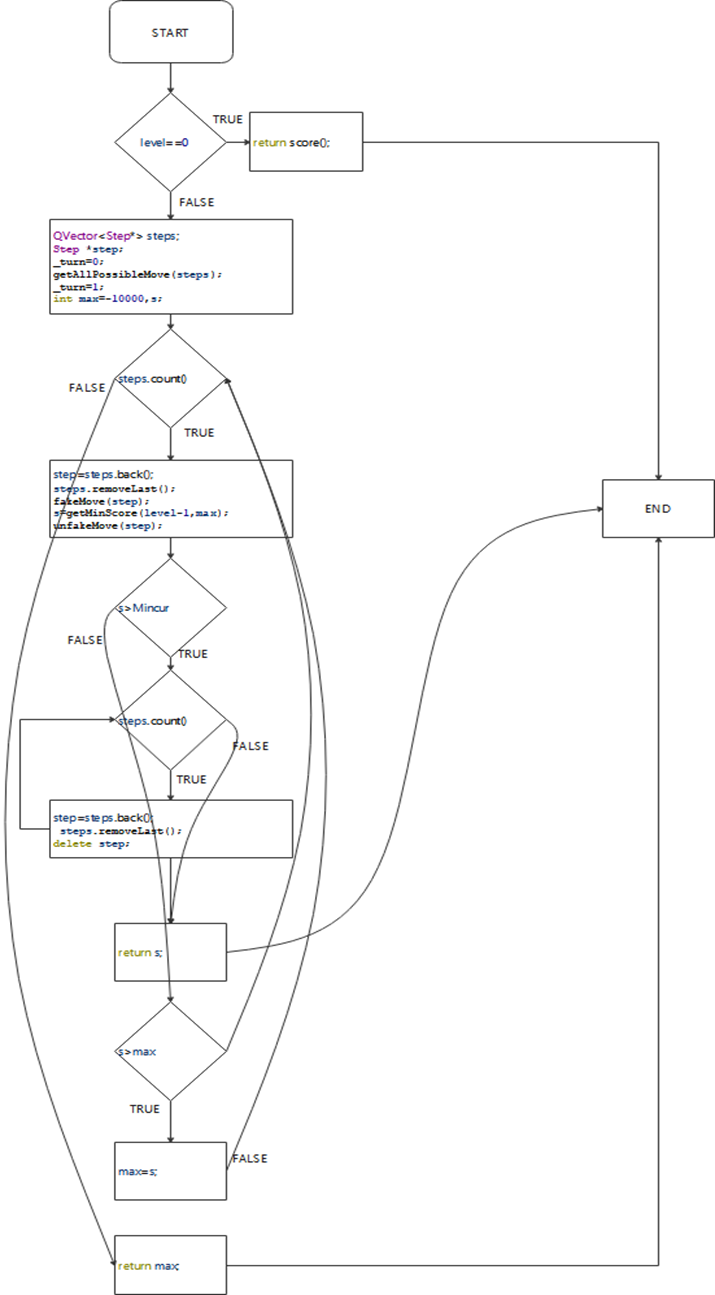 START
TRUE
level==0
return score();
FALSE
QVector<Step*> steps;
Step *step;
_turn=0;
getAllPossibleMove(steps);
_turn=1;
int max=-10000,s;
steps.count()
FALSE
TRUE
step=steps.back();
steps.removeLast();
fakeMove(step);
s=getMinScore(level-1,max);
unfakeMove(step);
END
s>Mincur
FALSE
TRUE
steps.count()
FALSE
TRUE
step=steps.back();
steps.removeLast();
delete step;
return s;
s>max
TRUE
FALSE
max=s;
return max;